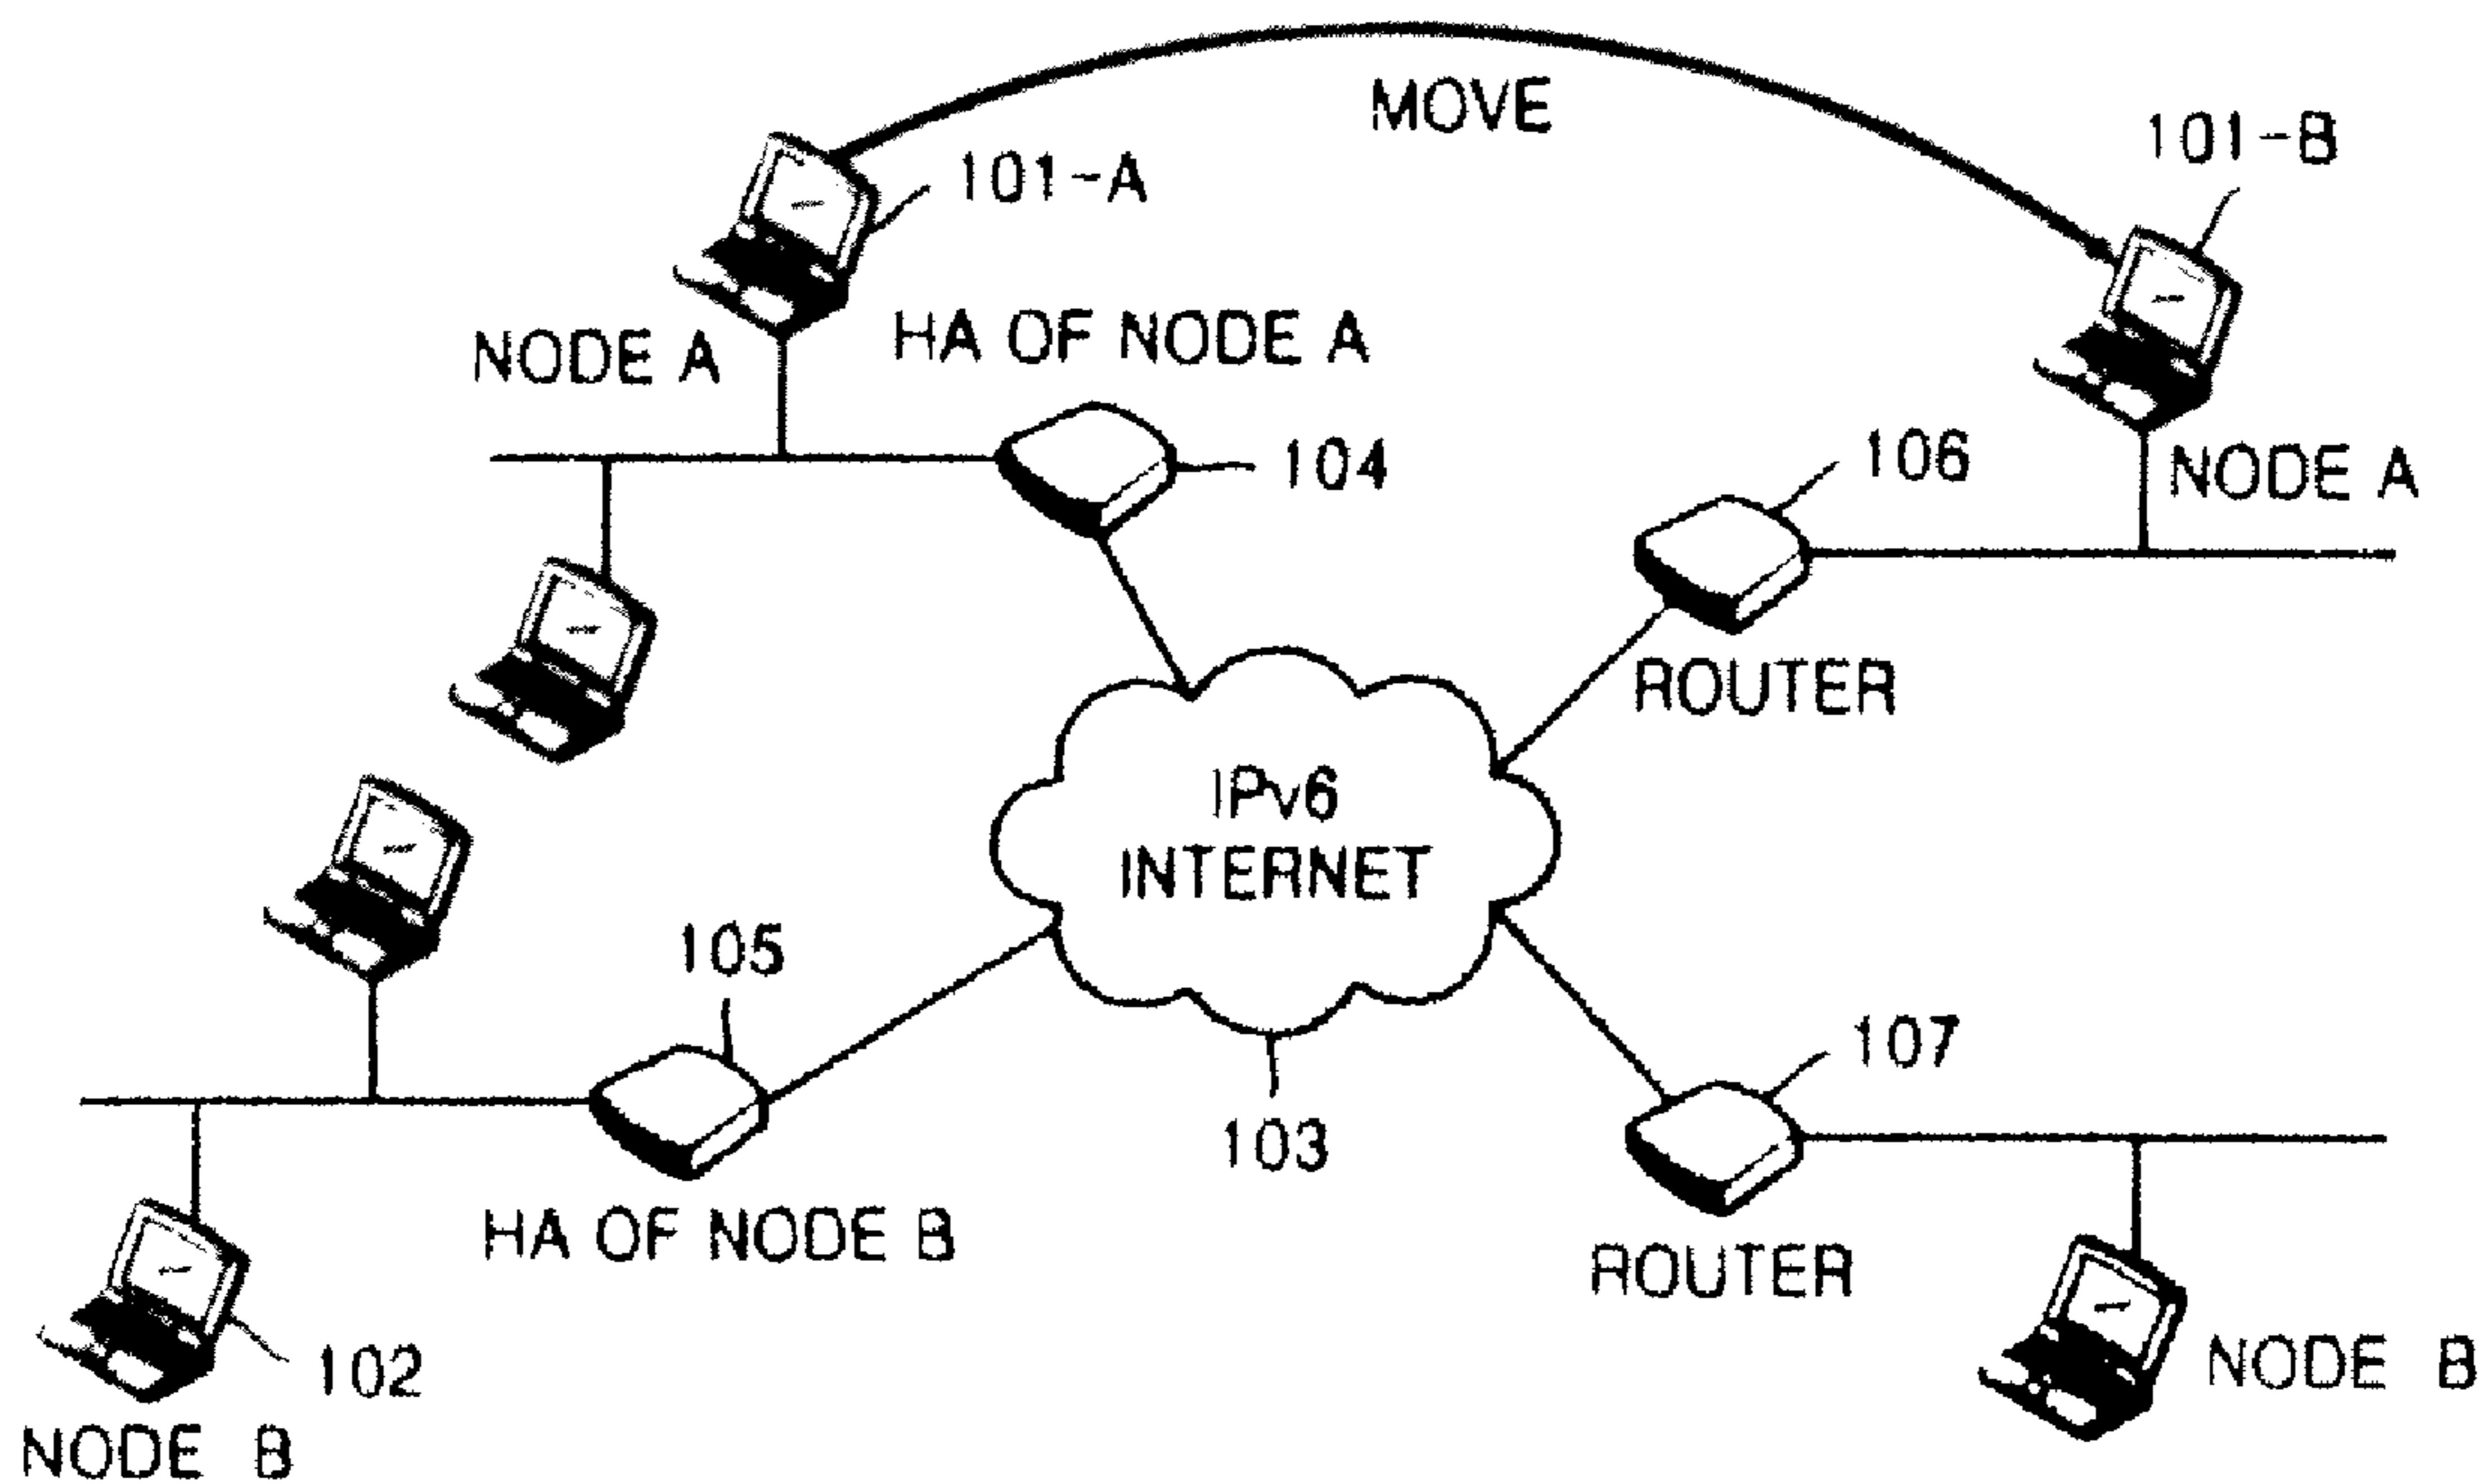 MOVE
101-B
101-A
HA OF NODE A
NODE A
106
104
NODE A
ROUTER
IPv6
INTERNET
105
107
103
HA OF NODE B
ROUTER
102
NODE B
NODE B